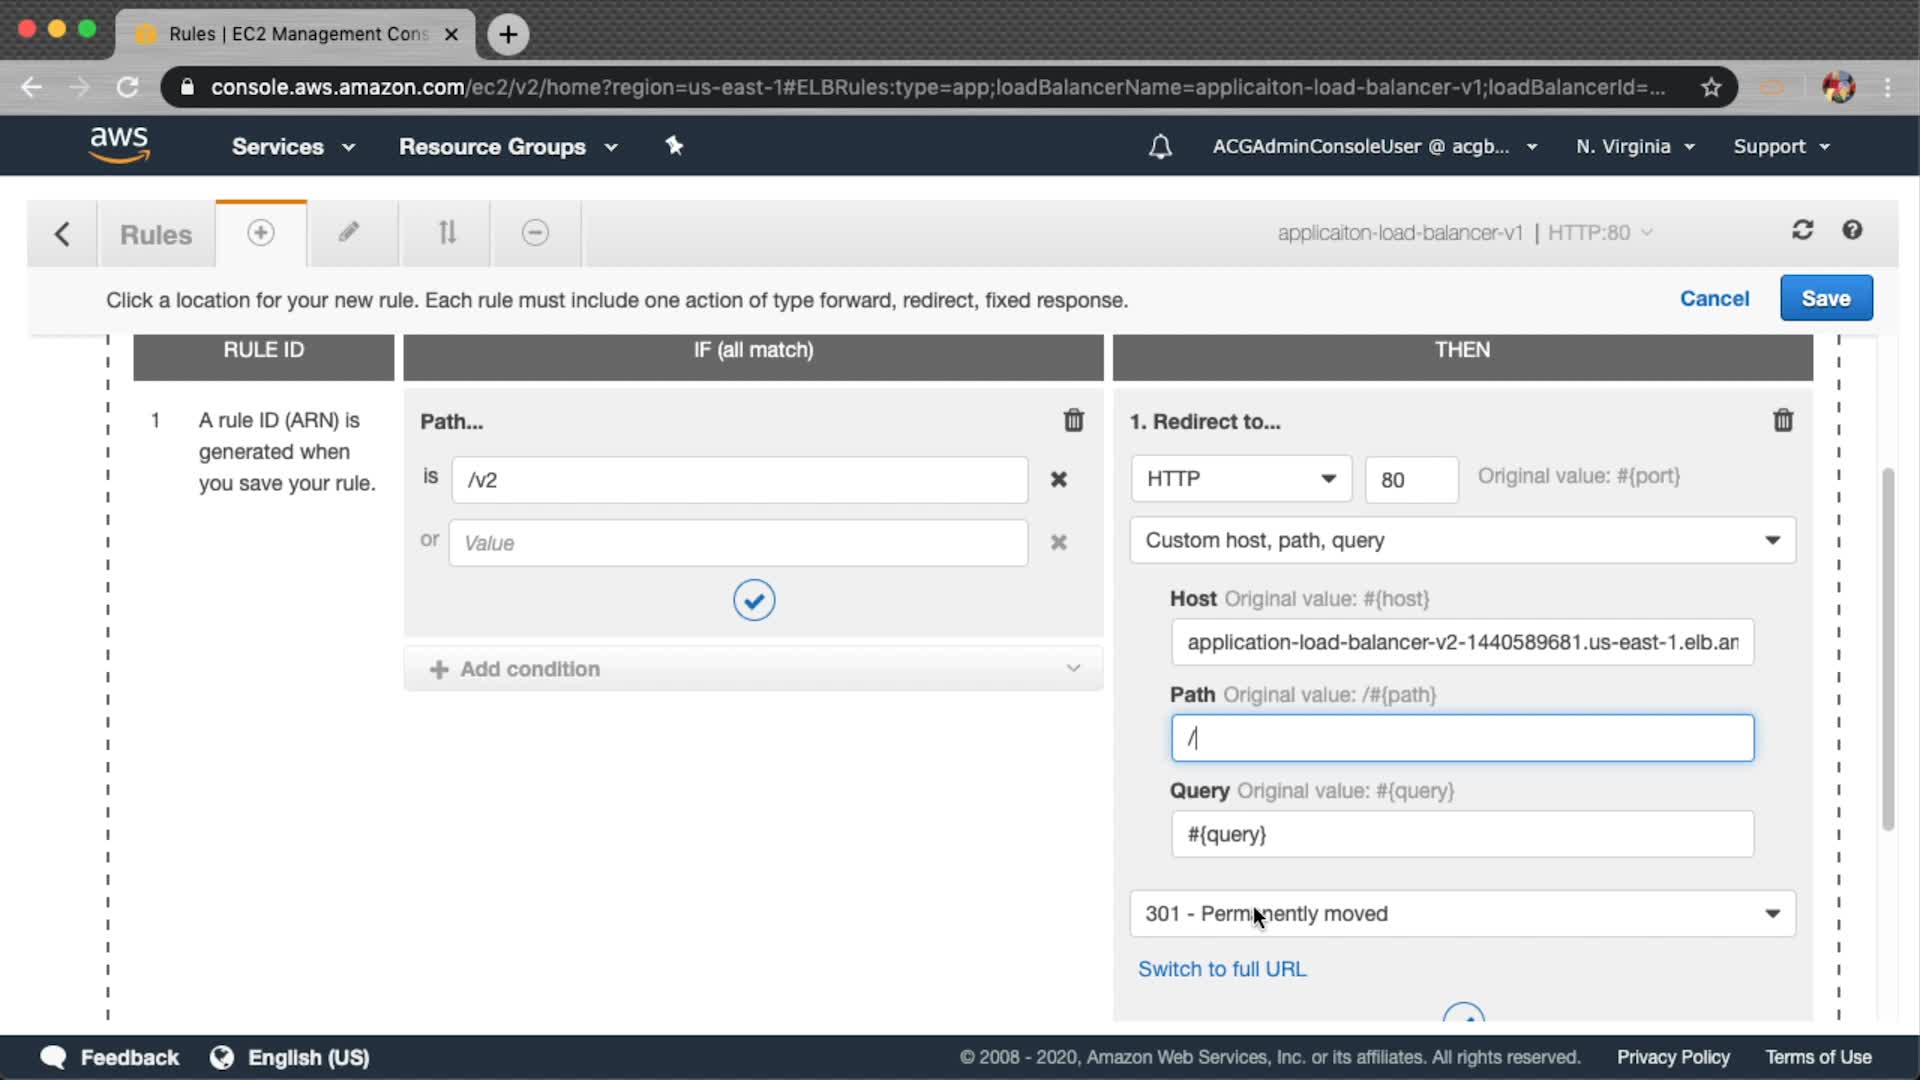 Rules | EC2 Management Cons
console.aws.amazon.com/ec2/v2/home?region=us-east-1#ELBRules:type=app;loadBalancerName=applicaiton-load-balancer-v1;loadBalancerId=...
aws Services Resource Groups ACGAdminConsoleUser @ acgb... N. Virginia Support
Rules applicaiton-load-balancer-v1 | HTTP:80
Click a location for your new rule. Each rule must include one action of type forward, redirect, fixed response. Cancel Save
RULE ID IF (all match) THEN
1 A rule ID (ARN) is
generated when
you save your rule.
Path...
is /v2
or Value
Add condition
1. Redirect to...
HTTP 80 Original value: #{port}
Custom host, path, query
Host Original value: #{host}
application-load-balancer-v2-1440589681.us-east-1.elb.am
Path Original value: /#{path}
/
Query Original value: #{query}
#{query}
301 - Permanently moved
Switch to full URL
Feedback English (US) © 2008 - 2020, Amazon Web Services, Inc. or its affiliates. All rights reserved. Privacy Policy Terms of Use